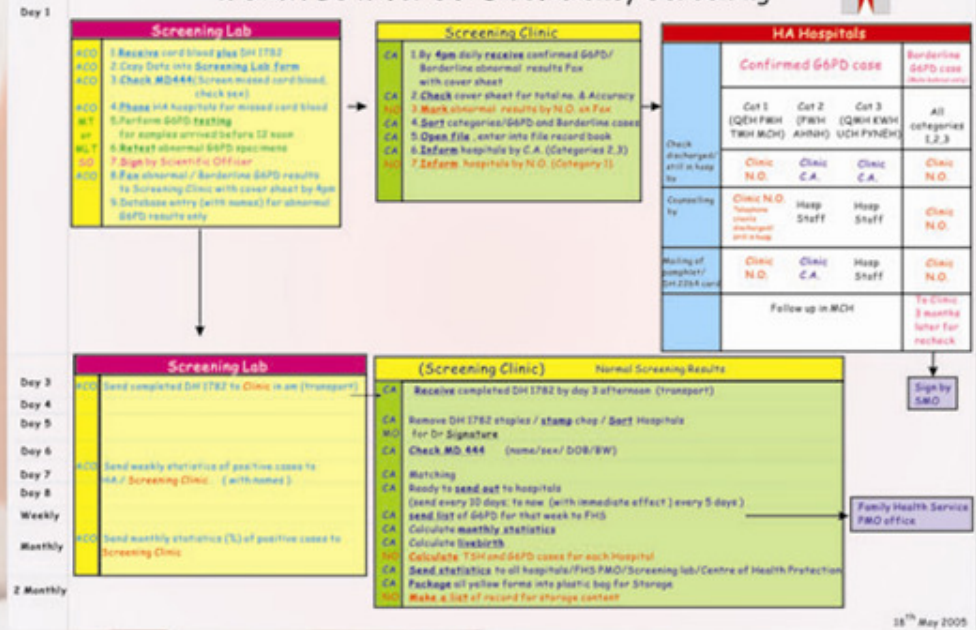 Day 1
Screening Lab
ACO 1.Receive cord blood plus DH 1782
ACO 2.Copy Data into Screening Lab form
ACO 3.Check MD444(Screen missed cord blood,
check sex)
ACO 4.Phone HA hospitals for missed cord blood
MLT 5.Perform G6PD testing
or for samples arrived before 12 noon
MLT 6.Retest abnormal G6PD specimens
SO 7.Sign by Scientific Officer
ACO 8.Fax abnormal / Borderline G6PD results
to Screening Clinic with cover sheet by 4pm
9.Database entry (with names) for abnormal
G6PD results only
Screening Clinic
CA 1.By 4pm daily receive confirmed G6PD/
Borderline abnormal results Fax
with cover sheet
CA 2.Check cover sheet for total no. & Accuracy
NO 3.Mark abnormal results by N.O. on Fax
CA 4.Sort categories/G6PD and Borderline cases
CA 5.Open file , enter into file record book
CA 6.Inform hospitals by C.A. (Categories 2,3)
NO 7.Inform hospitals by N.O. (Category 1)
HA Hospitals
Confirmed G6PD case
Borderline
G6PD case
Cat 1
(QEH PMH
TMH MCH)
Cat 2
(PWH
AHNH)
Cat 3
(QMH KWH
UCH PYNEH)
All
categories
1,2,3
Check
discharged/
still in hosp
by
Clinic
N.O.
Clinic
C.A.
Clinic
C.A.
Clinic
N.O.
Counselling
by
Clinic N.O.
Telephone
discharged/
still in hosp
Hosp
Staff
Hosp
Staff
Clinic
N.O.
Mailing of
pamphlet/
DH 2264 card
Clinic
N.O.
Clinic
C.A.
Hosp
Staff
Clinic
N.O.
Follow up in MCH
To Clinic
3 months
later for
recheck
Sign by
SMO
Day 3
Day 4
Day 5
Day 6
Day 7
Day 8
Weekly
Monthly
2 Monthly
Screening Lab
ACO Send completed DH 1782 to Clinic in am (transport)
ACO Send weekly statistics of positive cases to
HA / Screening Clinic. ( with names )
ACO Send monthly statistics (%) of positive cases to
Screening Clinic
(Screening Clinic) Normal Screening Results
CA Receive completed DH 1782 by day 3 afternoon (transport)
CA Remove DH 1782 staples / stamp chop / Sort Hospitals
MO for Dr Signature
CA Check MD 444 (name/sex/ DOB/BW)
CA Matching
CA Ready to send out to hospitals
(send every 10 days: to now (with immediate effect ) every 5 days )
CA send list of G6PD for that week to FHS
CA Calculate monthly statistics
CA Calculate livebirth
NO Calculate TSH and G6PD cases for each Hospital
CA Send statistics to all hospitals/FHS PMO/Screening lab/Centre of Health Protection
CA Package all yellow forms into plastic bag for Storage
NO Make a list of record for storage content
Family Health Service
PMO office
18th May 2005